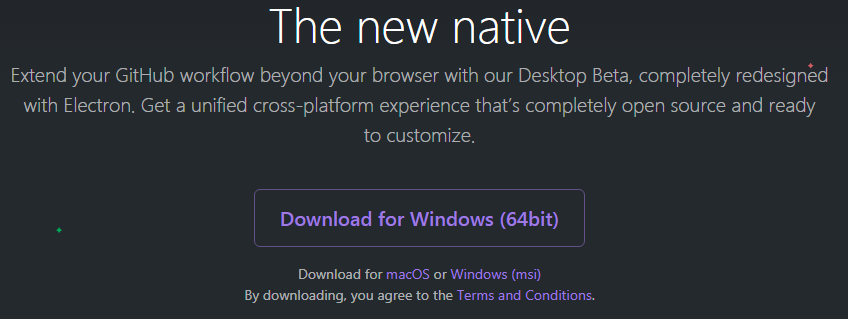 The new native
Extend your GitHub workflow beyond your browser with our Desktop Beta, completely redesigned
with Electron. Get a unified cross-platform experience that’s completely open source and ready
to customize.
Download for Windows (64bit)
Download for macOS or Windows (msi)
By downloading, you agree to the Terms and Conditions.